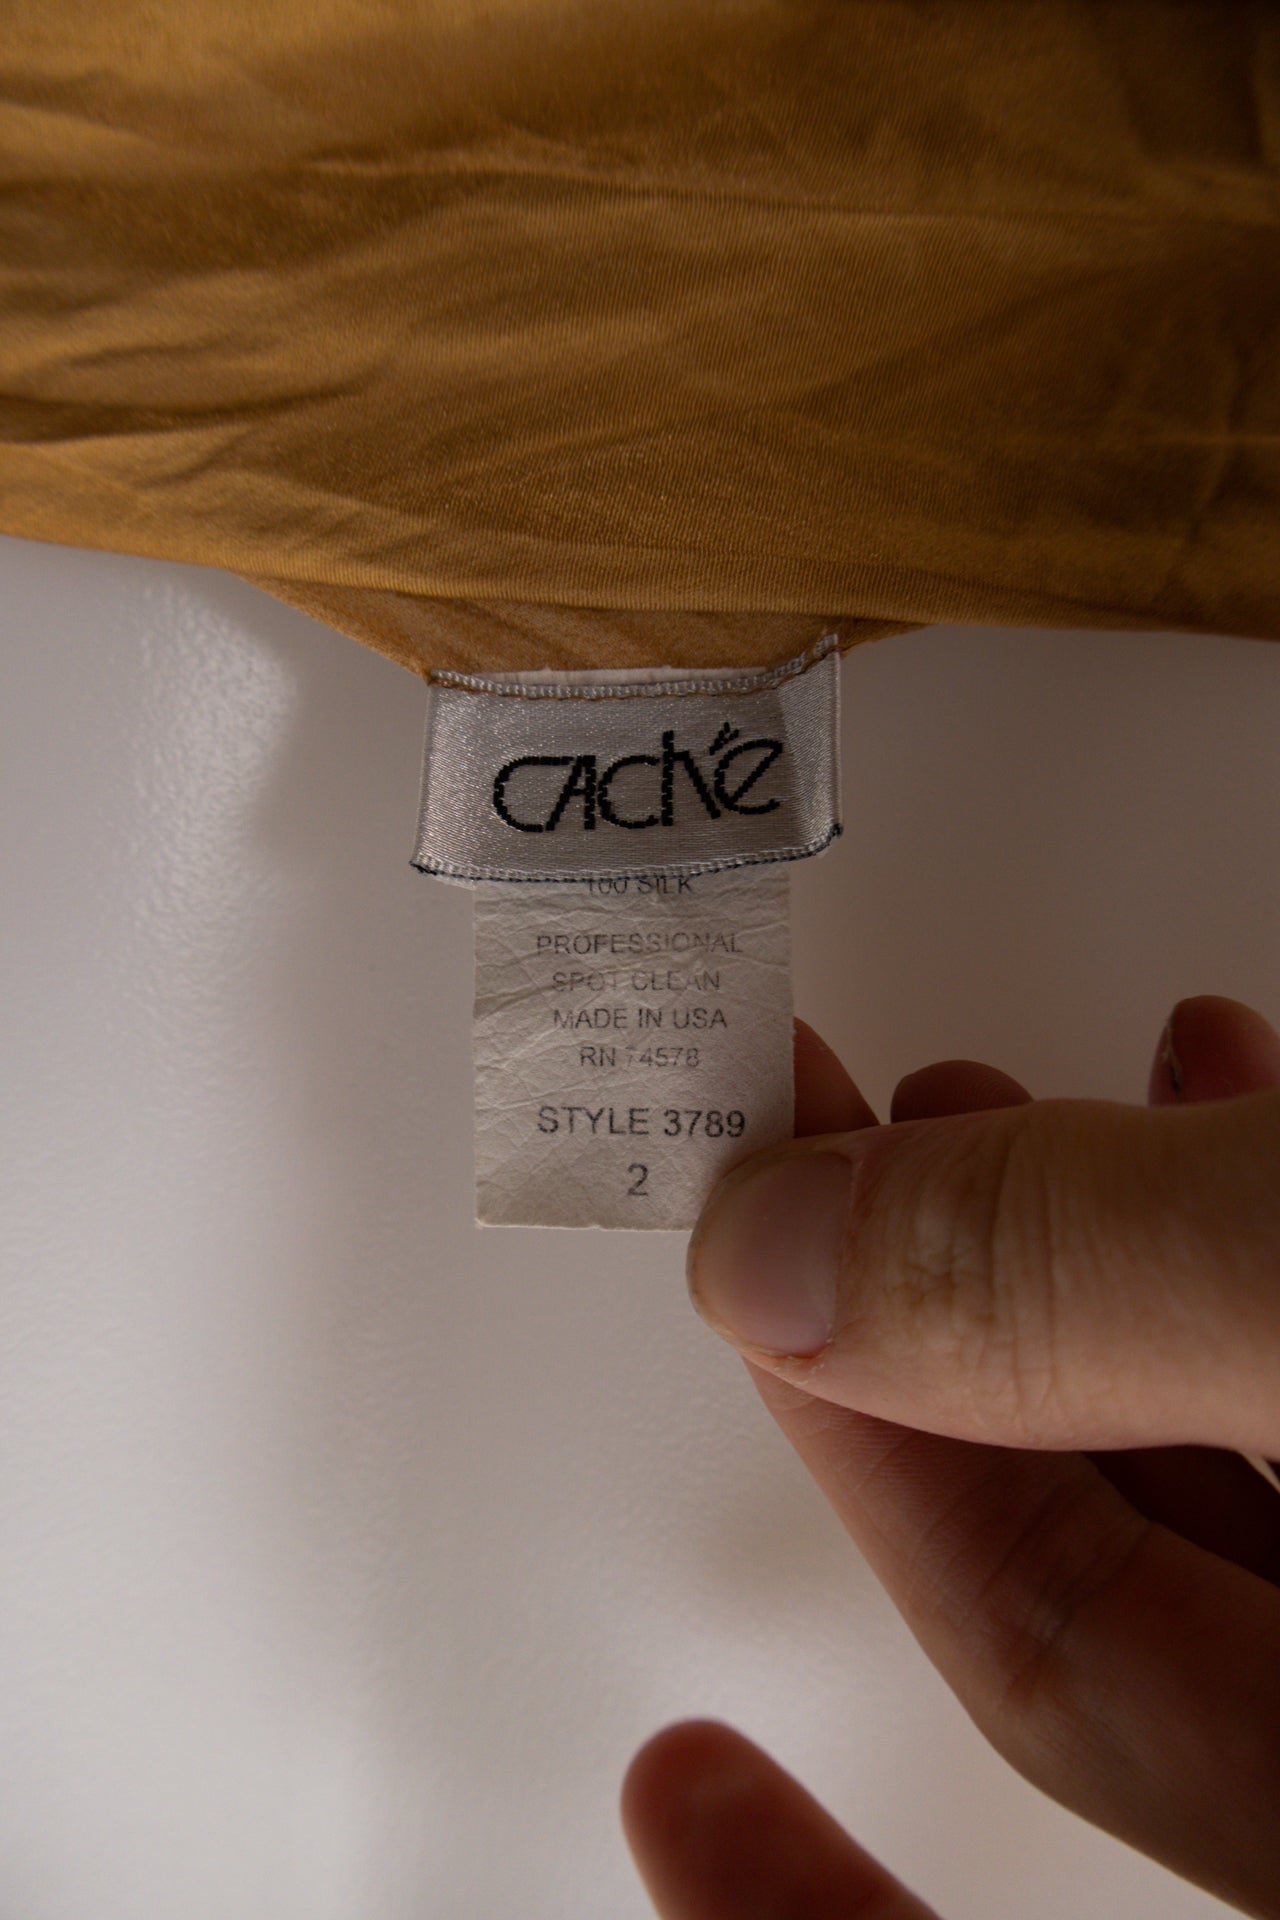 Caché
100 SILK
PROFESSIONAL
SPOT CLEAN
MADE IN USA
RN 74578
STYLE 3789
2